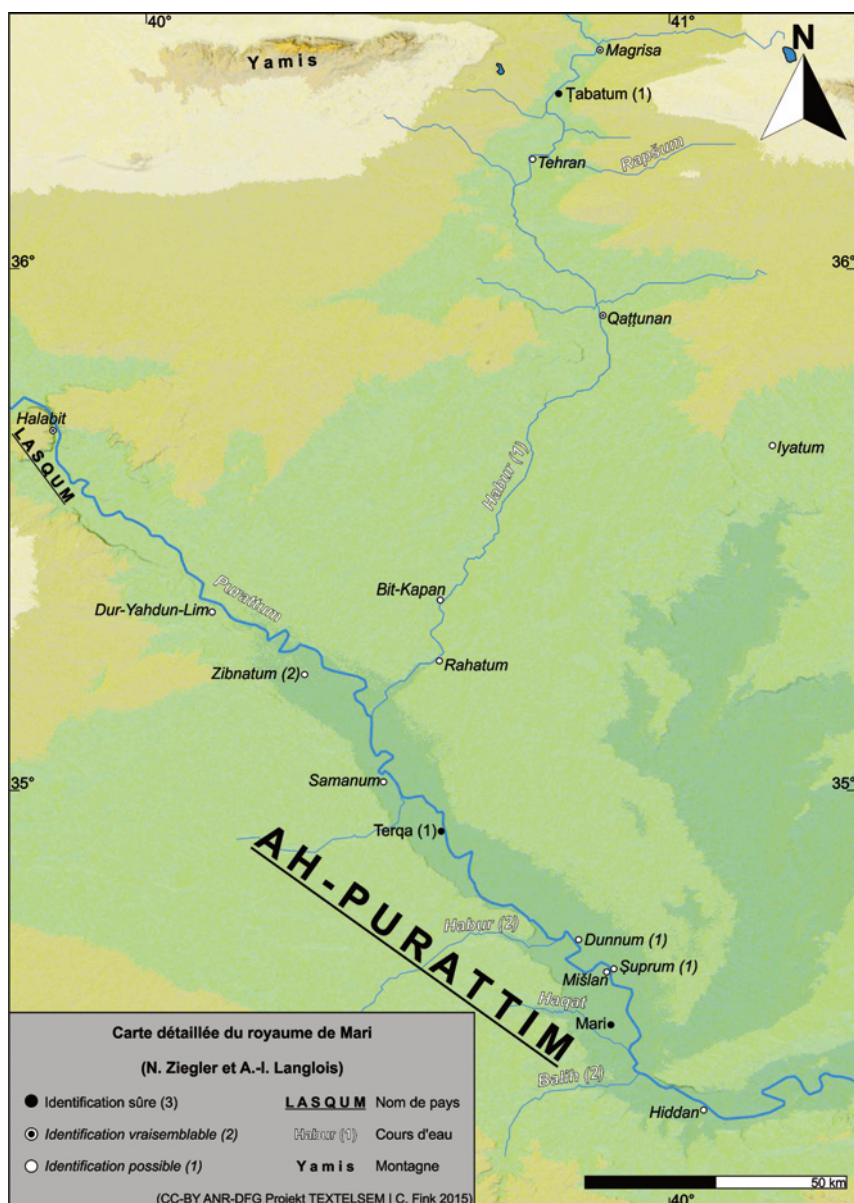 40°
41°
N
Magrisa
Yamis
Ṭabatum (1)
Tehran
Rapšum
36°
36°
Qaṭṭunan
Halabit
LASQUM
Iyatum
Habur (1)
Bit-Kapan
Purattum
Dur-Yahdun-Lim
Rahatum
Zibnatum (2)
Samanum
35°
35°
Terqa (1)
AH-PURATTIM
Habur (2)
Dunnum (1)
Ṣuprum (1)
Mišlan
Haqat
Mari
Balih (2)
Hiddan
Carte détaillée du royaume de Mari
(N. Ziegler et A.-I. Langlois)
Identification sûre (3)
LASQUM Nom de pays
Identification vraisemblable (2)
Habur (1) Cours d'eau
Identification possible (1)
Yamis Montagne
(CC-BY ANR-DFG Projekt TEXTELSEM | C. Fink 2015)
50 km
40°